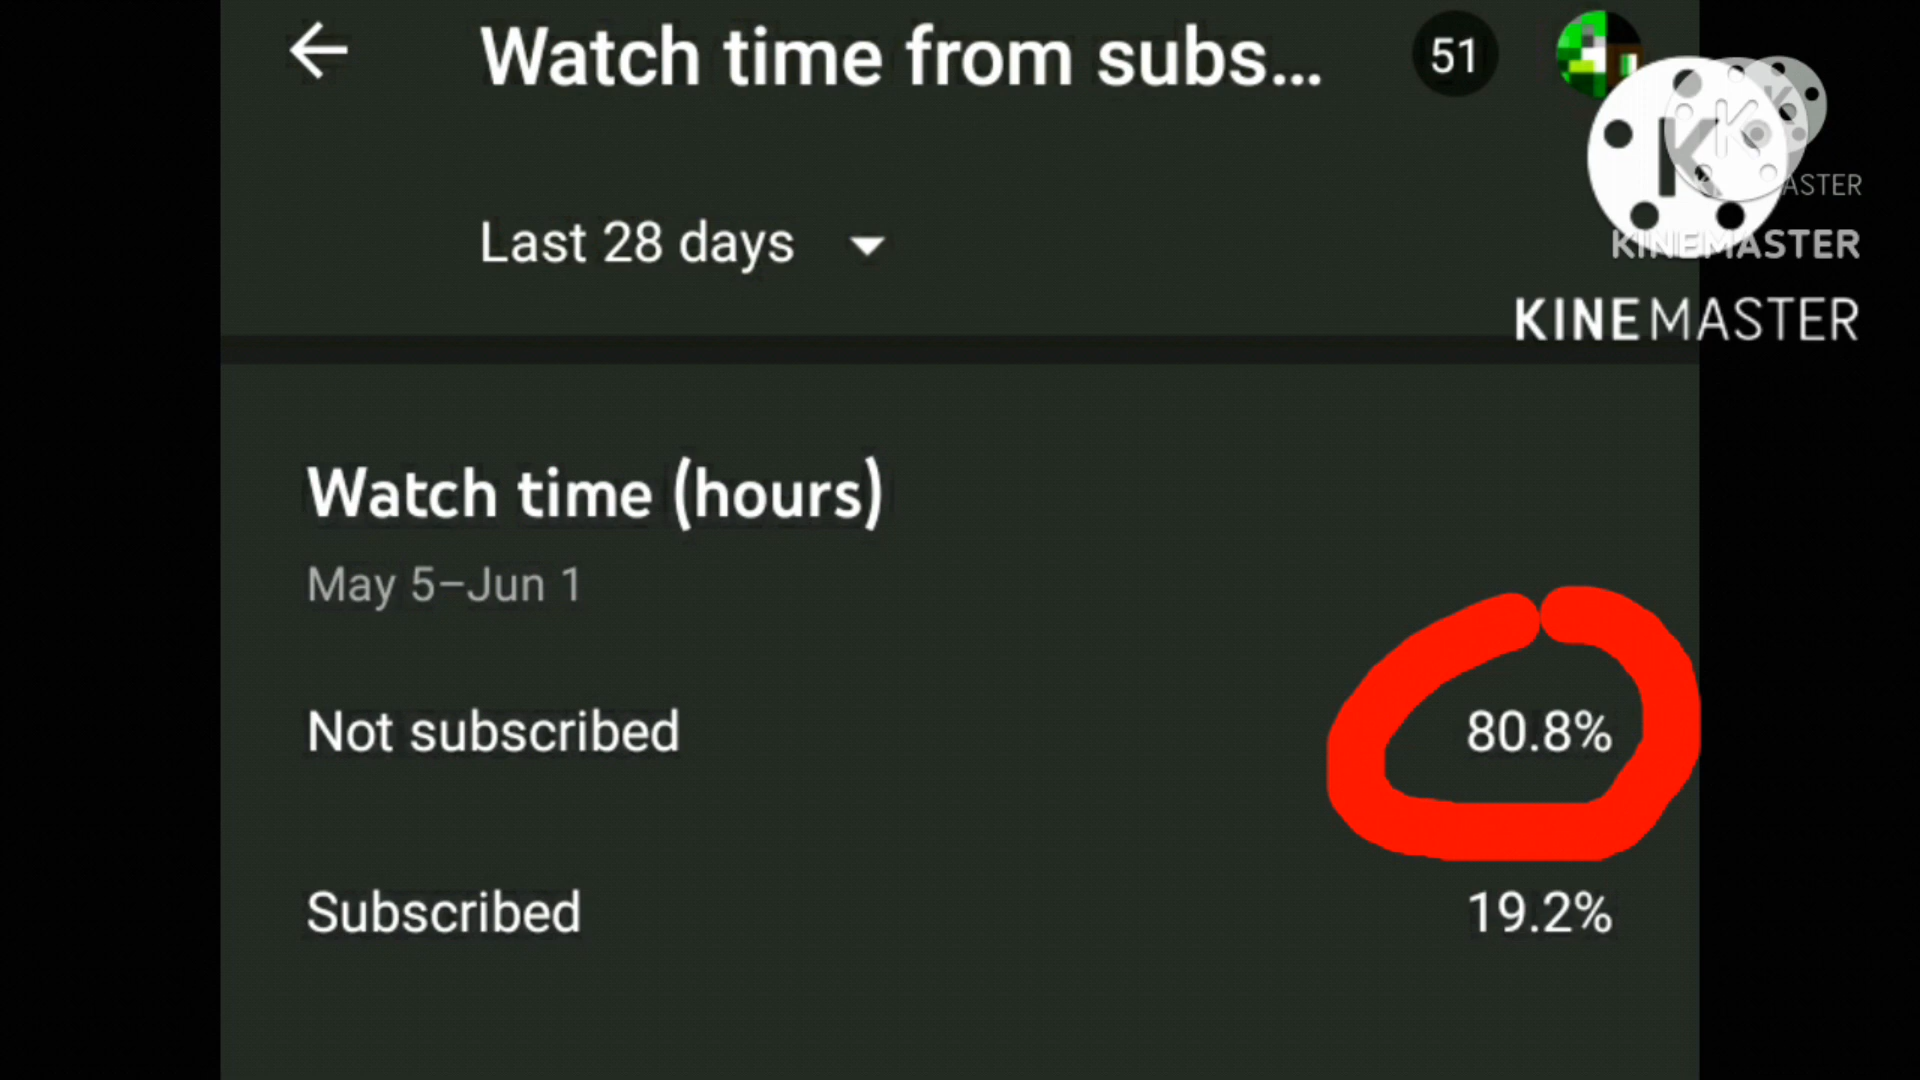 Watch time from subs...
51
Last 28 days
ASTER
KINEMASTER
KINEMASTER
Watch time (hours)
May 5–Jun 1
Not subscribed
80.8%
Subscribed
19.2%